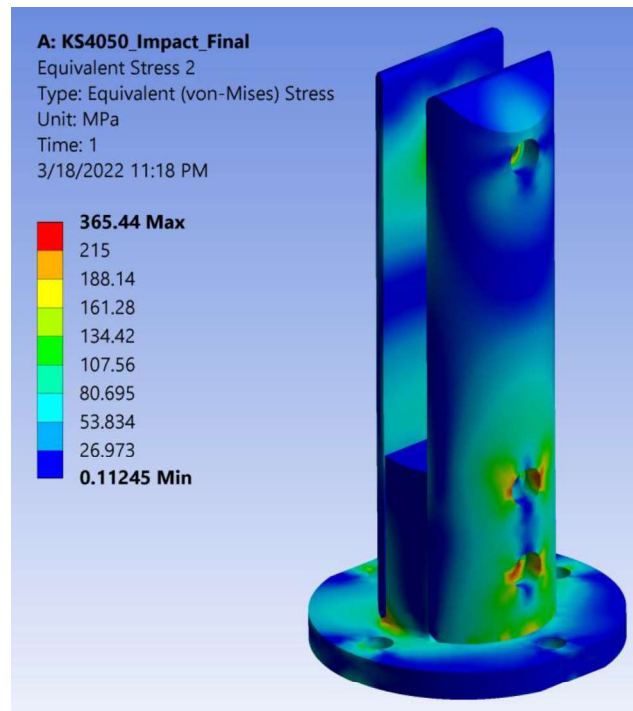 A: KS4050_Impact_Final
Equivalent Stress 2
Type: Equivalent (von-Mises) Stress
Unit: MPa
Time: 1
3/18/2022 11:18 PM
365.44 Max
215
188.14
161.28
134.42
107.56
80.695
53.834
26.973
0.11245 Min